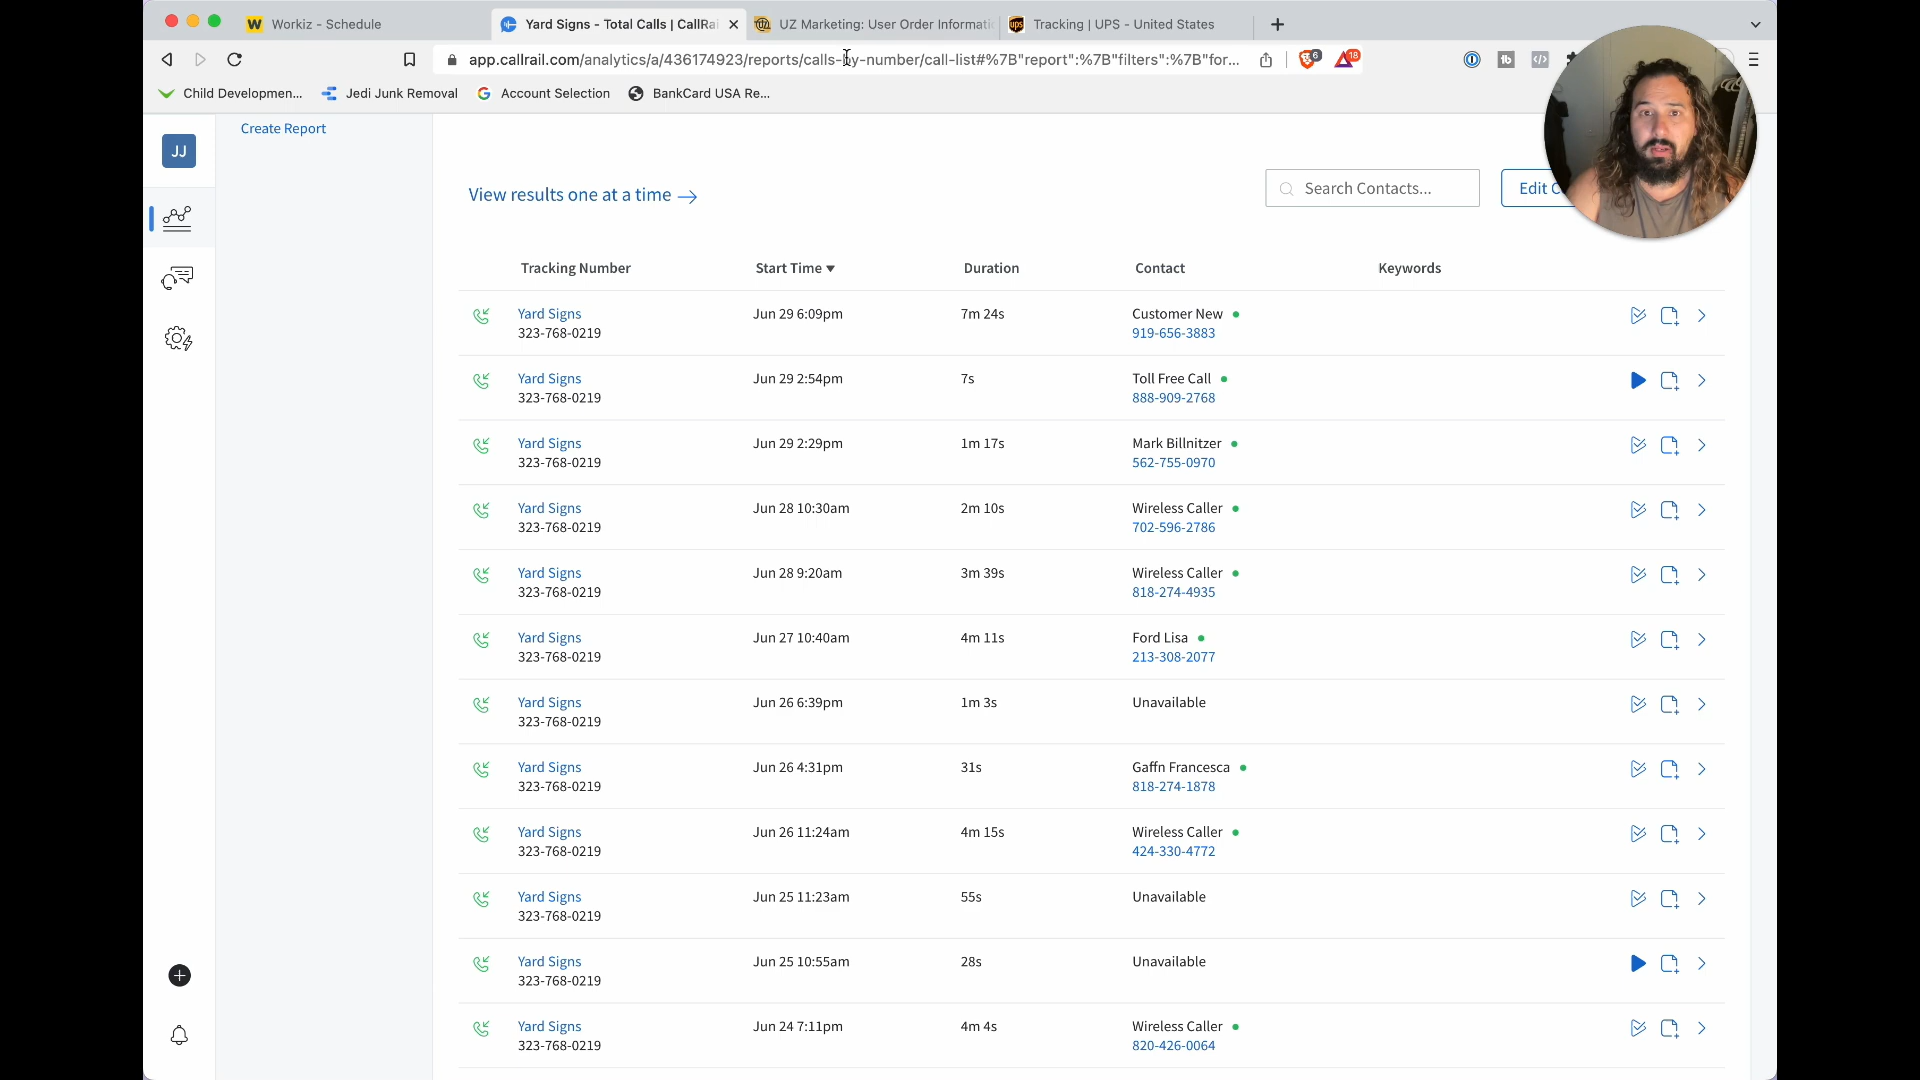 Workiz - Schedule
Yard Signs - Total Calls | CallRai
UZ Marketing: User Order Informatic
Tracking | UPS - United States
app.callrail.com/analytics/a/436174923/reports/calls-by-number/call-list#%7B"report":%7B"filters":%7B"for...
6
18
Child Developmen...
Jedi Junk Removal
Account Selection
BankCard USA Re...
JJ
Create Report
View results one at a time
Search Contacts...
Edit C
Tracking Number Start Time ▼ Duration Contact Keywords
Yard Signs Jun 29 6:09pm 7m 24s Customer New
323-768-0219 919-656-3883
Yard Signs Jun 29 2:54pm 7s Toll Free Call
323-768-0219 888-909-2768
Yard Signs Jun 29 2:29pm 1m 17s Mark Billnitzer
323-768-0219 562-755-0970
Yard Signs Jun 28 10:30am 2m 10s Wireless Caller
323-768-0219 702-596-2786
Yard Signs Jun 28 9:20am 3m 39s Wireless Caller
323-768-0219 818-274-4935
Yard Signs Jun 27 10:40am 4m 11s Ford Lisa
323-768-0219 213-308-2077
Yard Signs Jun 26 6:39pm 1m 3s Unavailable
323-768-0219
Yard Signs Jun 26 4:31pm 31s Gaffn Francesca
323-768-0219 818-274-1878
Yard Signs Jun 26 11:24am 4m 15s Wireless Caller
323-768-0219 424-330-4772
Yard Signs Jun 25 11:23am 55s Unavailable
323-768-0219
Yard Signs Jun 25 10:55am 28s Unavailable
323-768-0219
Yard Signs Jun 24 7:11pm 4m 4s Wireless Caller
323-768-0219 820-426-0064